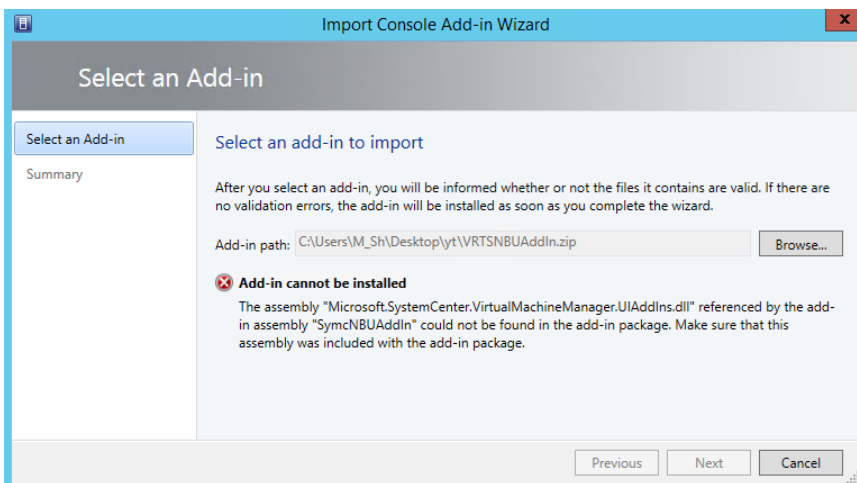 Import Console Add-in Wizard
x
Select an Add-in
Select an Add-in
Summary
Select an add-in to import
After you select an add-in, you will be informed whether or not the files it contains are valid. If there are
no validation errors, the add-in will be installed as soon as you complete the wizard.
Add-in path: C:\Users\M_Sh\Desktop\yt\VRTSNBUAddIn.zip Browse...
Add-in cannot be installed
The assembly "Microsoft.SystemCenter.VirtualMachineManager.UIAddIns.dll" referenced by the add-
in assembly "SymcNBUAddIn" could not be found in the add-in package. Make sure that this
assembly was included with the add-in package.
Previous Next Cancel